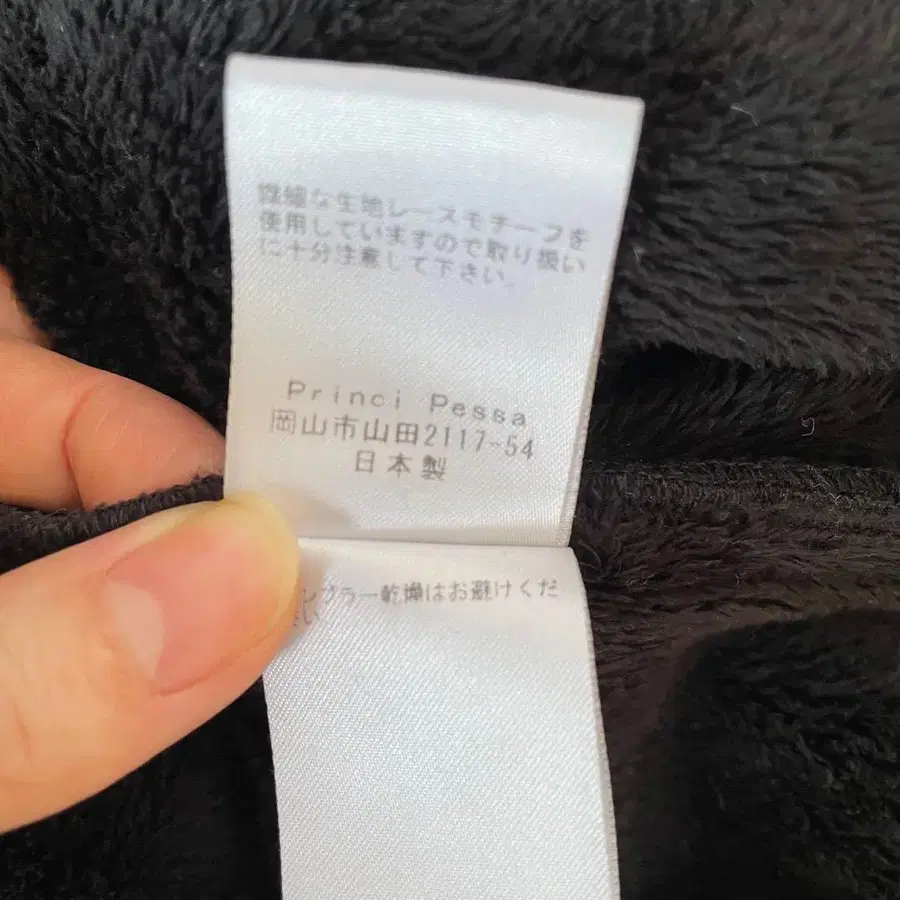 繊細な生地レースモチーフを
使用していますので取り扱い
に十分注意して下さい。
Princi Pessa
岡山市山田2117-54
日本製
ンブラー乾燥はお避けくだ
さい